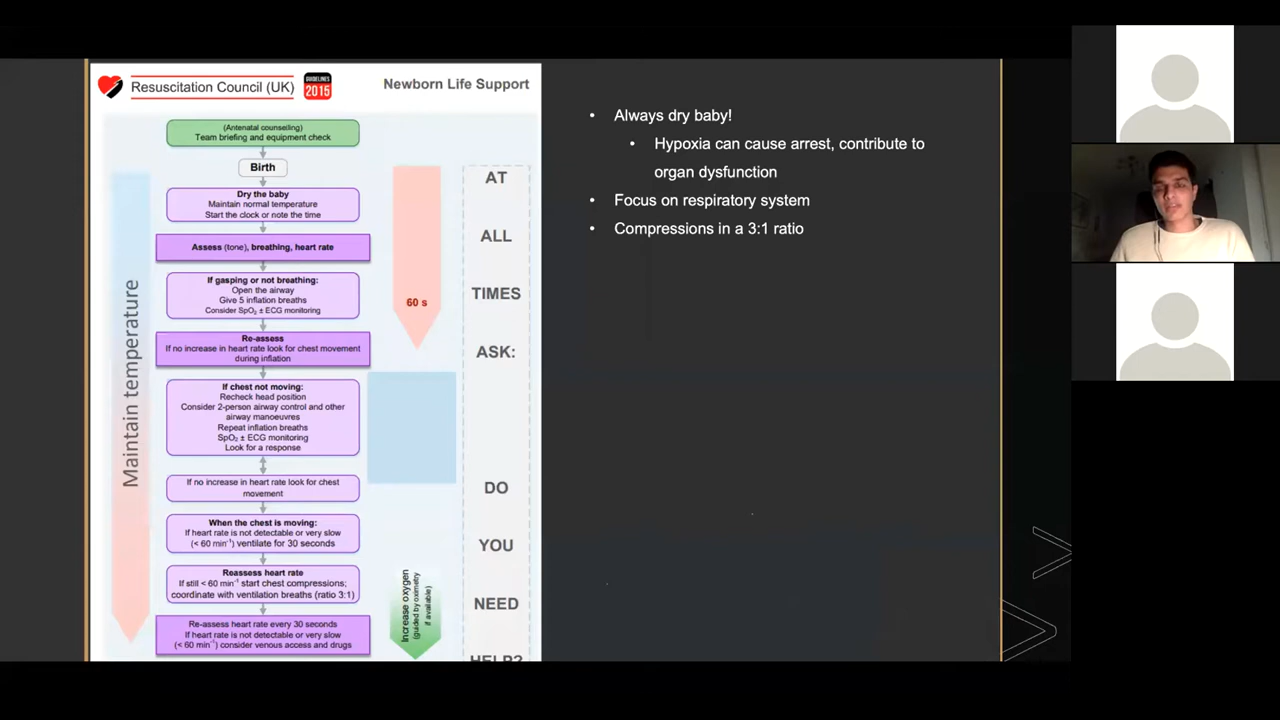 Resuscitation Council (UK)
GUIDELINES
2015
Newborn Life Support
(Antenatal counselling)
Team briefing and equipment check
Birth
Dry the baby
Maintain normal temperature
Start the clock or note the time
Assess (tone), breathing, heart rate
If gasping or not breathing:
Open the airway
Give 5 inflation breaths
Consider SpO₂ ± ECG monitoring
Re-assess
If no increase in heart rate look for chest movement
during inflation
If chest not moving:
Recheck head position
Consider 2-person airway control and other
airway manoeuvres
Repeat inflation breaths
SpO₂ ± ECG monitoring
Look for a response
If no increase in heart rate look for chest
movement
When the chest is moving:
If heart rate is not detectable or very slow
(< 60 min⁻¹) ventilate for 30 seconds
Reassess heart rate
If still < 60 min⁻¹ start chest compressions;
coordinate with ventilation breaths (ratio 3:1)
Re-assess heart rate every 30 seconds
If heart rate is not detectable or very slow
(< 60 min⁻¹) consider venous access and drugs
Maintain temperature
60 s
Increase oxygen
(guided by oximetry
if available)
AT
ALL
TIMES
ASK:
DO
YOU
NEED
HELP?
• Always dry baby!
• Hypoxia can cause arrest, contribute to
organ dysfunction
• Focus on respiratory system
• Compressions in a 3:1 ratio